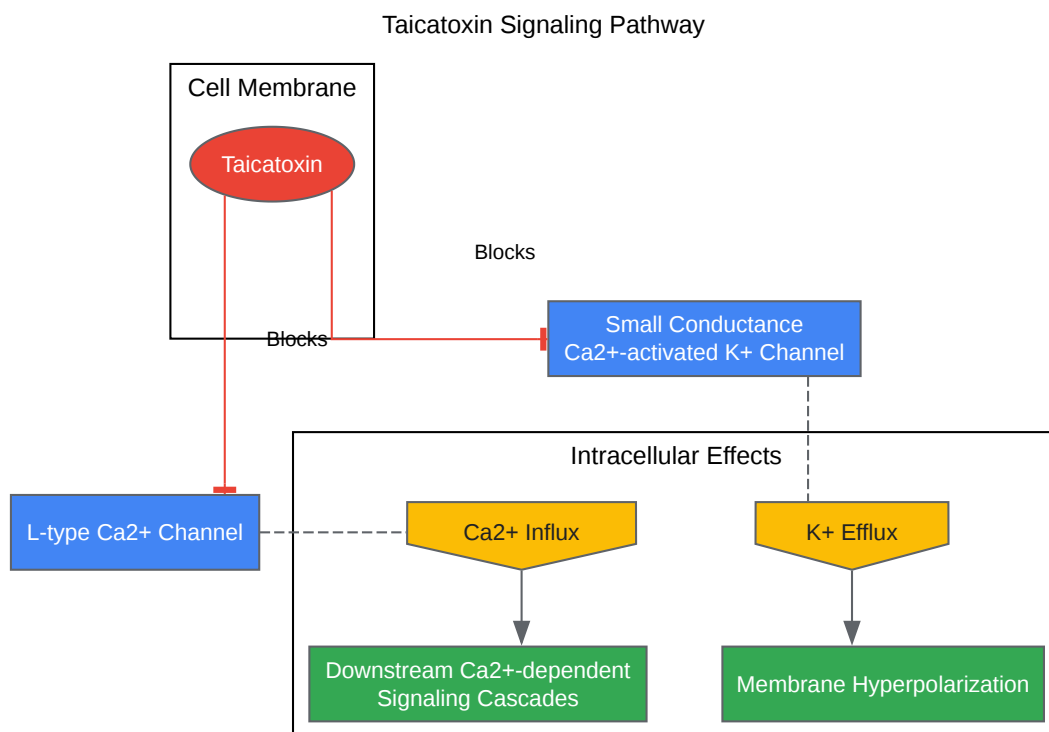 Taicatoxin Signaling Pathway
Cell Membrane
Taicatoxin
Blocks
Small Conductance
Ca2+-activated K+ Channel
Blocks
Intracellular Effects
L-type Ca2+ Channel
Ca2+ Influx
K+ Efflux
Downstream Ca2+-dependent
Signaling Cascades
Membrane Hyperpolarization